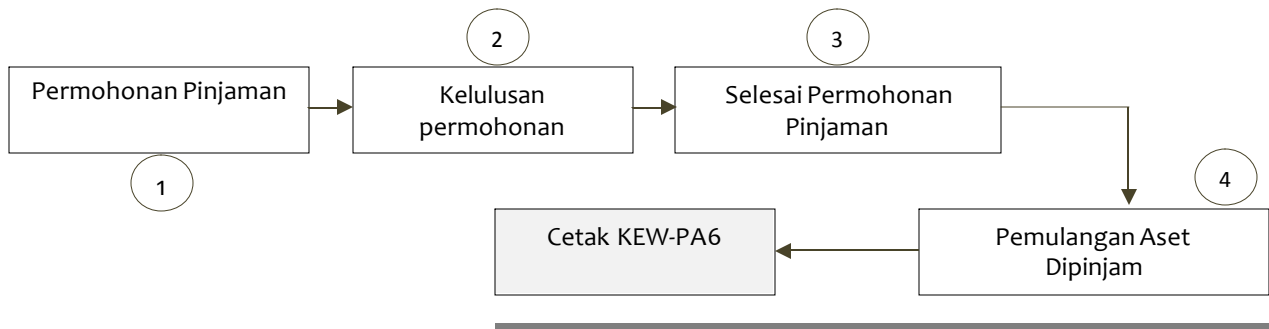 2
3
Permohonan Pinjaman
Kelulusan
permohonan
Selesai Permohonan
Pinjaman
1
4
Cetak KEW-PA6
Pemulangan Aset
Dipinjam